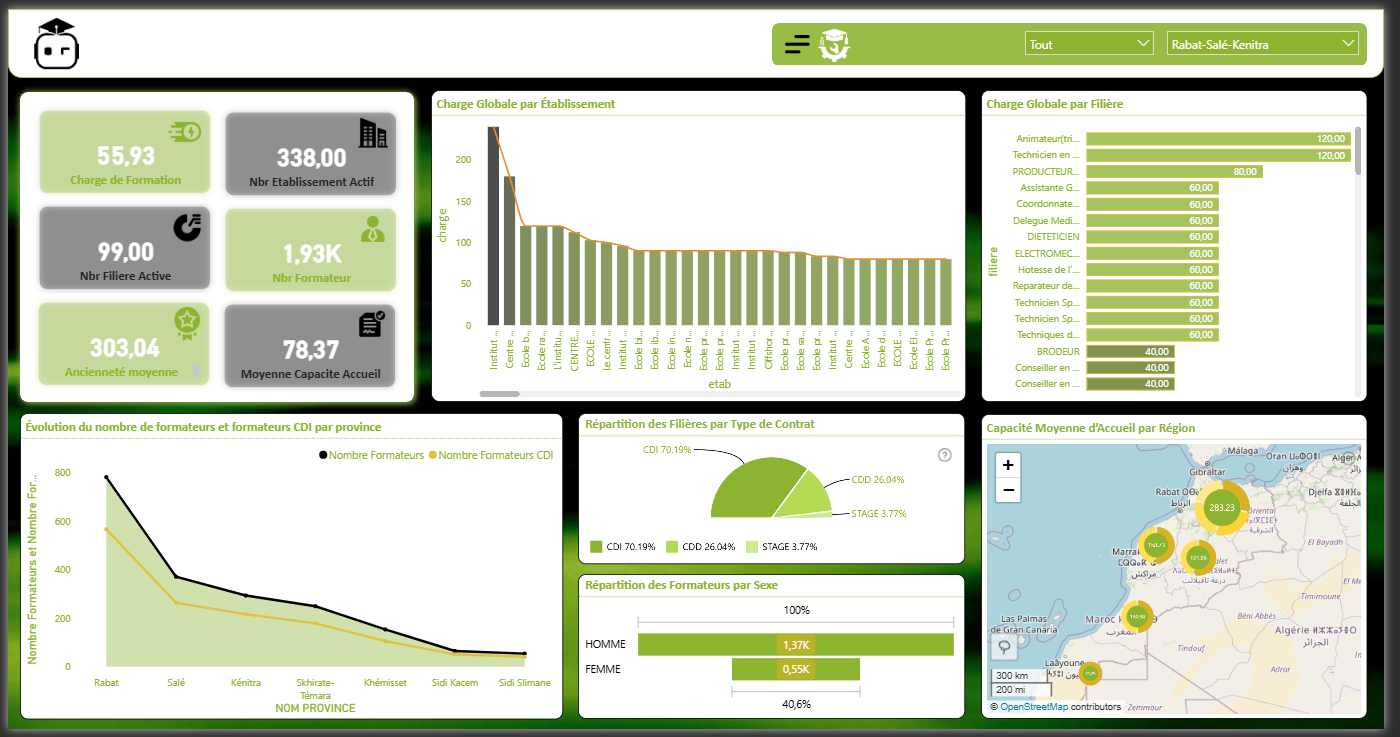 Tout
Rabat-Salé-Kenitra
55,93
Charge de Formation
338,00
Nbr Etablissement Actif
99,00
Nbr Filiere Active
1,93K
Nbr Formateur
303,04
Ancienneté moyenne
78,37
Moyenne Capacite Accueil
Charge Globale par Établissement
charge
200
150
100
50
0
Institut ...
Centre ...
Ecole b...
Ecole ra...
L'Institu...
CENTRE...
ECOLE ...
Le centr...
Institut ...
Ecole bi...
Ecole ib...
Ecole in...
Ecole n...
Ecole pr...
Ecole pr...
Institut ...
Institut ...
Offshor...
Ecole pr...
Ecole sa...
Ecole pr...
Institut ...
Centre ...
Ecole A...
Ecole d...
ECOLE ...
Ecole El...
Ecole Pr...
Ecole Pr...
etab
Charge Globale par Filière
filiere
Animateur(tri... 120,00
Technicien en ... 120,00
PRODUCTEUR... 80,00
Assistante G... 60,00
Coordonnate... 60,00
Delegue Medi... 60,00
DIETETICIEN 60,00
ELECTROMEC... 60,00
Hotesse de l'... 60,00
Reparateur de... 60,00
Technicien Sp... 60,00
Technicien Sp... 60,00
Techniques d... 60,00
BRODEUR 40,00
Conseiller en ... 40,00
Conseiller en ... 40,00
Évolution du nombre de formateurs et formateurs CDI par province
Nombre Formateurs
Nombre Formateurs CDI
Nombre Formateurs et Nombre For...
800
600
400
200
0
Rabat
Salé
Kénitra
Skhirate-
Témara
Khémisset
Sidi Kacem
Sidi Slimane
NOM PROVINCE
Répartition des Filières par Type de Contrat
CDI 70.19%
CDD 26.04%
STAGE 3.77%
CDI 70.19%
CDD 26.04%
STAGE 3.77%
Répartition des Formateurs par Sexe
100%
HOMME
1,37K
FEMME
0,55K
40,6%
Capacité Moyenne d'Accueil par Région
+
−
Málaga
Gibraltar
Oran
وهران
Rabat
الرباط
Djelfa
الجلفة
283.23
Oriental
الشرقية
El Bayadh
مراكش
درعة تافيلالت
Timimoune
Béni Abbès
Las Palmas
de Gran Canaria
Maroc
المغرب
Algérie
الجزائر
Tindouf
Adrar
Laâyoune
300 km
200 mi
Zemmour
© OpenStreetMap contributors